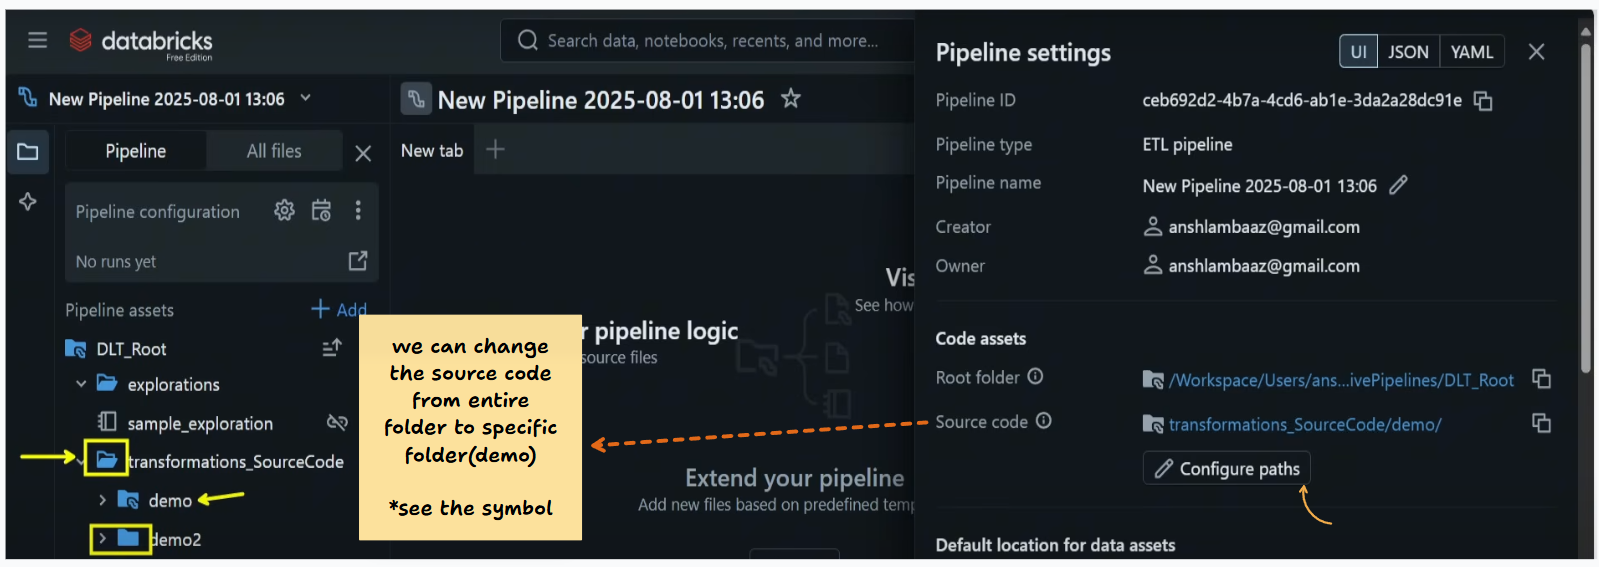 databricks
Free Edition
Search data, notebooks, recents, and more...
New Pipeline 2025-08-01 13:06
Pipeline
All files
Pipeline configuration
No runs yet
Pipeline assets
Add
DLT_Root
explorations
sample_exploration
transformations_SourceCode
demo
demo2
New Pipeline 2025-08-01 13:06
New tab
Vis
See how
r pipeline logic
source files
Extend your pipeline
Add new files based on predefined temp
we can change
the source code
from entire
folder to specific
folder(demo)
*see the symbol
Pipeline settings
UI
JSON
YAML
Pipeline ID
ceb692d2-4b7a-4cd6-ab1e-3da2a28dc91e
Pipeline type
ETL pipeline
Pipeline name
New Pipeline 2025-08-01 13:06
Creator
anshlambaaz@gmail.com
Owner
anshlambaaz@gmail.com
Code assets
Root folder
/Workspace/Users/ans...ivePipelines/DLT_Root
Source code
transformations_SourceCode/demo/
Configure paths
Default location for data assets